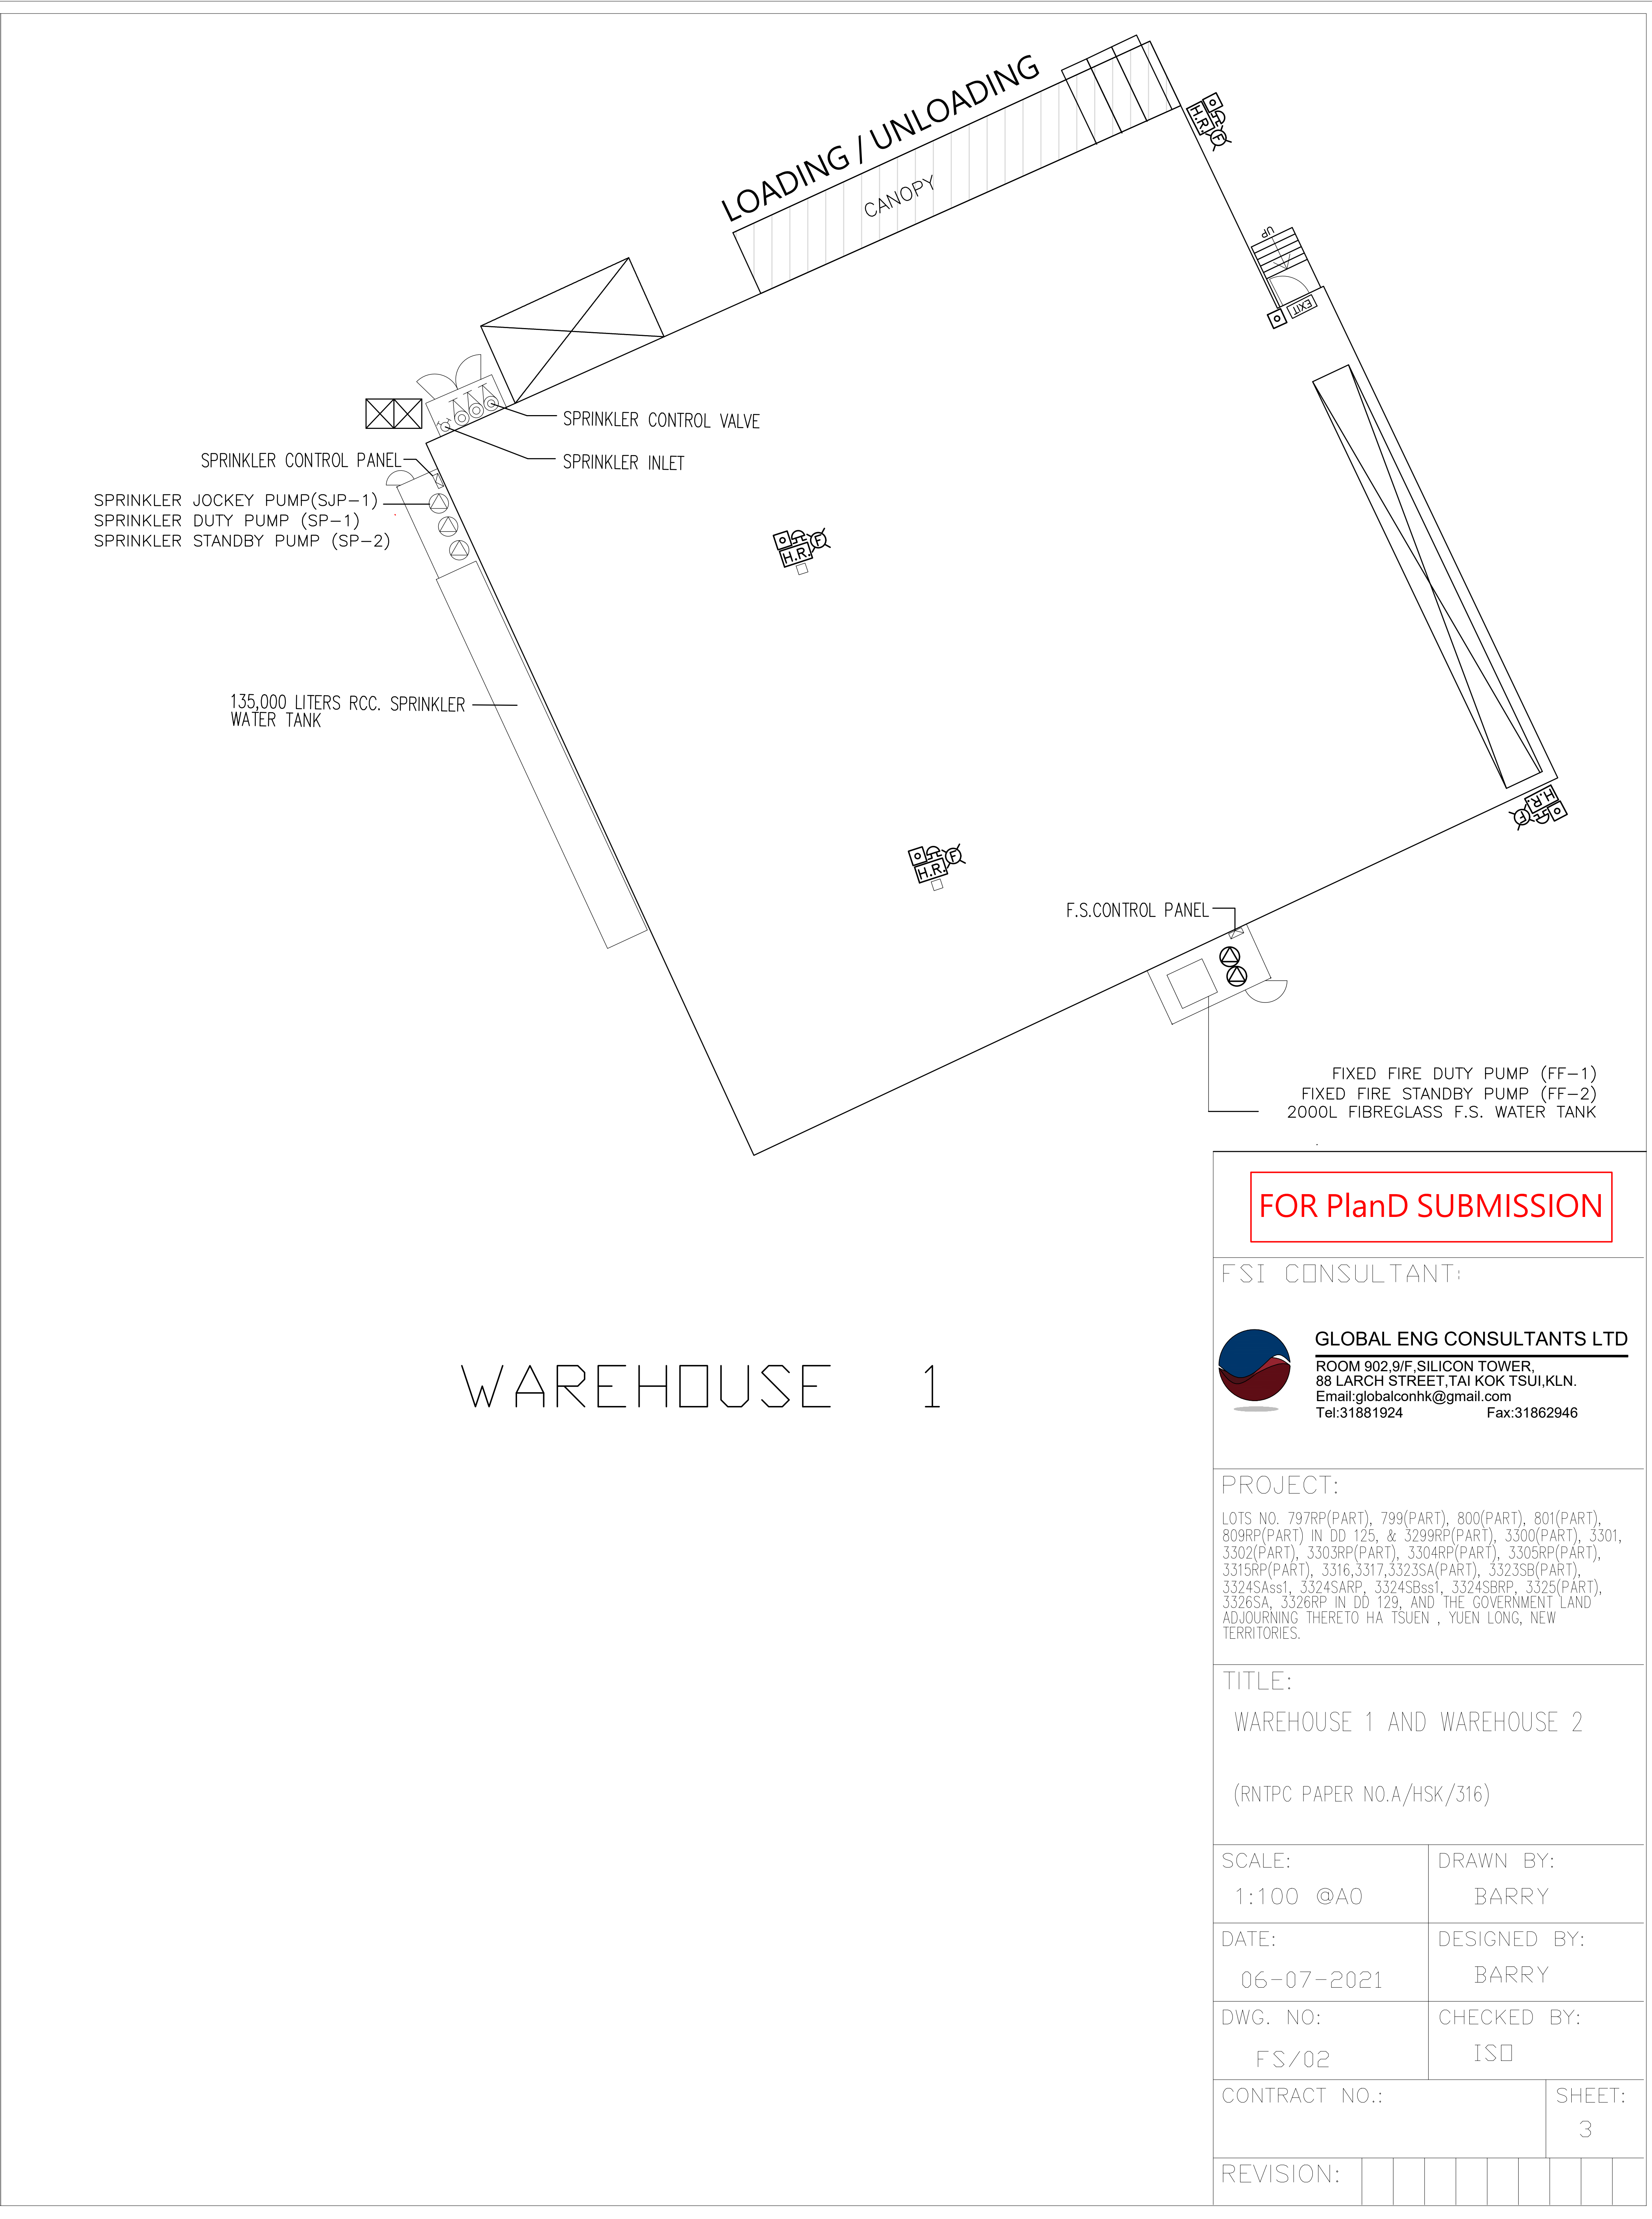 LOADING / UNLOADING
CANOPY
H.R.
F
UP
EXIT
SPRINKLER CONTROL VALVE
SPRINKLER INLET
SPRINKLER CONTROL PANEL
SPRINKLER JOCKEY PUMP(SJP-1)
SPRINKLER DUTY PUMP (SP-1)
SPRINKLER STANDBY PUMP (SP-2)
F
H.R.
135,000 LITERS RCC. SPRINKLER
WATER TANK
H.R.
F
F
H.R.
F.S.CONTROL PANEL
FIXED FIRE DUTY PUMP (FF-1)
FIXED FIRE STANDBY PUMP (FF-2)
2000L FIBREGLASS F.S. WATER TANK
FOR PlanD SUBMISSION
FSI CONSULTANT:
GLOBAL ENG CONSULTANTS LTD
ROOM 902,9/F,SILICON TOWER,
88 LARCH STREET,TAI KOK TSUI,KLN.
Email:globalconhk@gmail.com
Tel:31881924 Fax:31862946
WAREHOUSE 1
PROJECT:
LOTS NO. 797RP(PART), 799(PART), 800(PART), 801(PART),
809RP(PART) IN DD 125, & 3299RP(PART), 3300(PART), 3301,
3302(PART), 3303RP(PART), 3304RP(PART), 3305RP(PART),
3315RP(PART), 3316,3317,3323SA(PART), 3323SB(PART),
3324SAss1, 3324SARP, 3324SBss1, 3324SBRP, 3325(PART),
3326SA, 3326RP IN DD 129, AND THE GOVERNMENT LAND
ADJOURNING THERETO HA TSUEN , YUEN LONG, NEW
TERRITORIES.
TITLE:
WAREHOUSE 1 AND WAREHOUSE 2
(RNTPC PAPER NO.A/HSK/316)
SCALE:
1:100 @A0
DRAWN BY:
BARRY
DATE:
06-07-2021
DESIGNED BY:
BARRY
DWG. NO:
FS/02
CHECKED BY:
ISO
CONTRACT NO.:
SHEET:
3
REVISION: